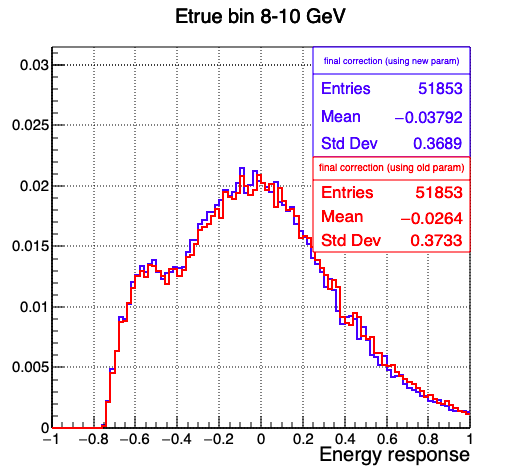 Etrue bin 8-10 GeV
final correction (using new param)
Entries 51853
Mean −0.03792
Std Dev 0.3689
final correction (using old param)
Entries 51853
Mean −0.0264
Std Dev 0.3733
0.03
0.025
0.02
0.015
0.01
0.005
0
−1 −0.8 −0.6 −0.4 −0.2 0 0.2 0.4 0.6 0.8 1
Energy response